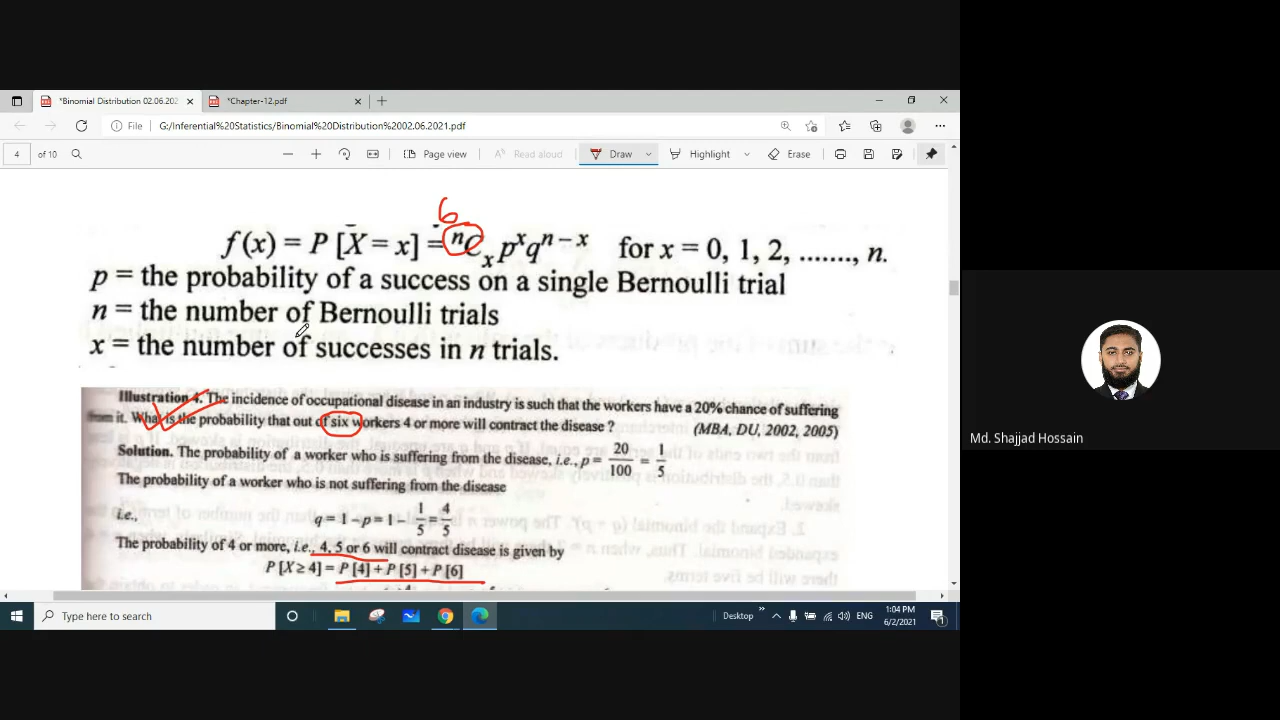 *Binomial Distribution 02.06.202
*Chapter-12.pdf
File
G:/Inferential%20Statistics/Binomial%20Distribution%2002.06.2021.pdf
4 of 10
Page view
Read aloud
Draw
Highlight
Erase
6
f(x) = P [X = x] = ⁿCₓ pˣqⁿ⁻ˣ for x = 0, 1, 2, ......., n.
p = the probability of a success on a single Bernoulli trial
n = the number of Bernoulli trials
x = the number of successes in n trials.
Illustration 4. The incidence of occupational disease in an industry is such that the workers have a 20% chance of suffering
from it. What is the probability that out of six workers 4 or more will contract the disease ?
(MBA, DU, 2002, 2005)
Solution. The probability of a worker who is suffering from the disease, i.e., p = 20/100 = 1/5
The probability of a worker who is not suffering from the disease
i.e., q = 1 – p = 1 – 1/5 = 4/5
The probability of 4 or more, i.e., 4, 5 or 6 will contract disease is given by
P [X ≥ 4] = P [4] + P [5] + P [6]
Type here to search
Desktop
ENG
1:04 PM
6/2/2021
1
Md. Shajjad Hossain